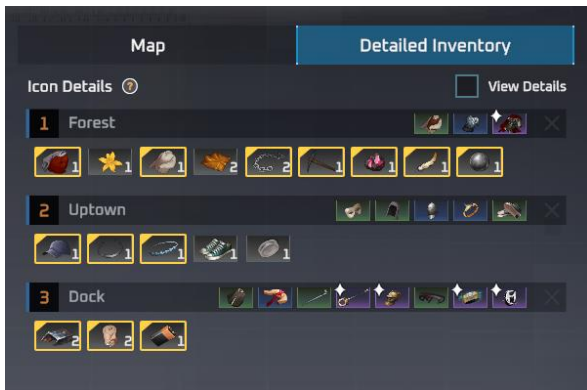 Map Detailed Inventory
Icon Details ? View Details
1 Forest
1 1 1 2 2 1 1 1 1
2 Uptown
1 1 1 1 1
3 Dock
2 2 1